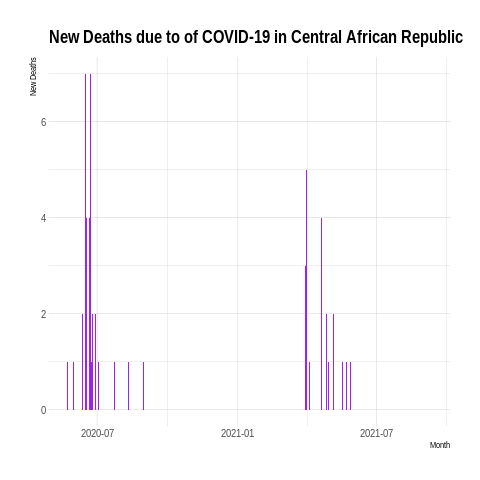 New Deaths due to of COVID-19 in Central African Republic
New Deaths
6
4
2
0
2020-07
2021-01
2021-07
Month